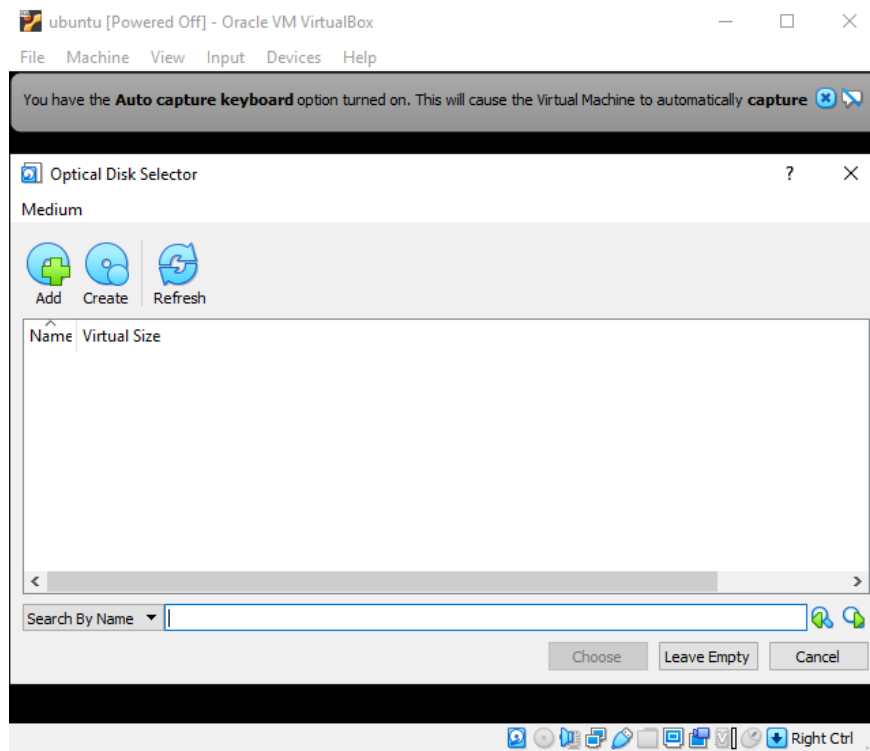 ubuntu [Powered Off] - Oracle VM VirtualBox
File Machine View Input Devices Help
You have the Auto capture keyboard option turned on. This will cause the Virtual Machine to automatically capture
Optical Disk Selector
Medium
Add Create Refresh
Name Virtual Size
Search By Name
Choose Leave Empty Cancel
Right Ctrl